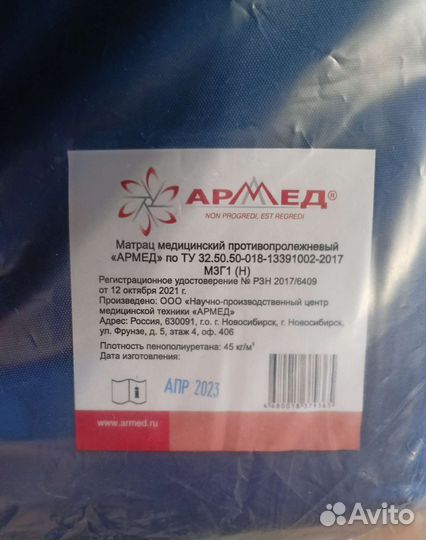 АРМЕД®
NON PROGREDI, EST REGREDI
Матрац медицинский противопролежневый
«АРМЕД» по ТУ 32.50.50-018-13391002-2017
МЗГ1 (Н)
Регистрационное удостоверение № РЗН 2017/6409
от 12 октября 2021 г.
Произведено: ООО «Научно-производственный центр
медицинской техники «АРМЕД»
Адрес: Россия, 630091, г.о. г. Новосибирск, г. Новосибирск,
ул. Фрунзе, д. 5, этаж 4, оф. 406
Плотность пенополиуретана: 45 кг/м³
Дата изготовления:
АПР 2023
www.armed.ru
Avito